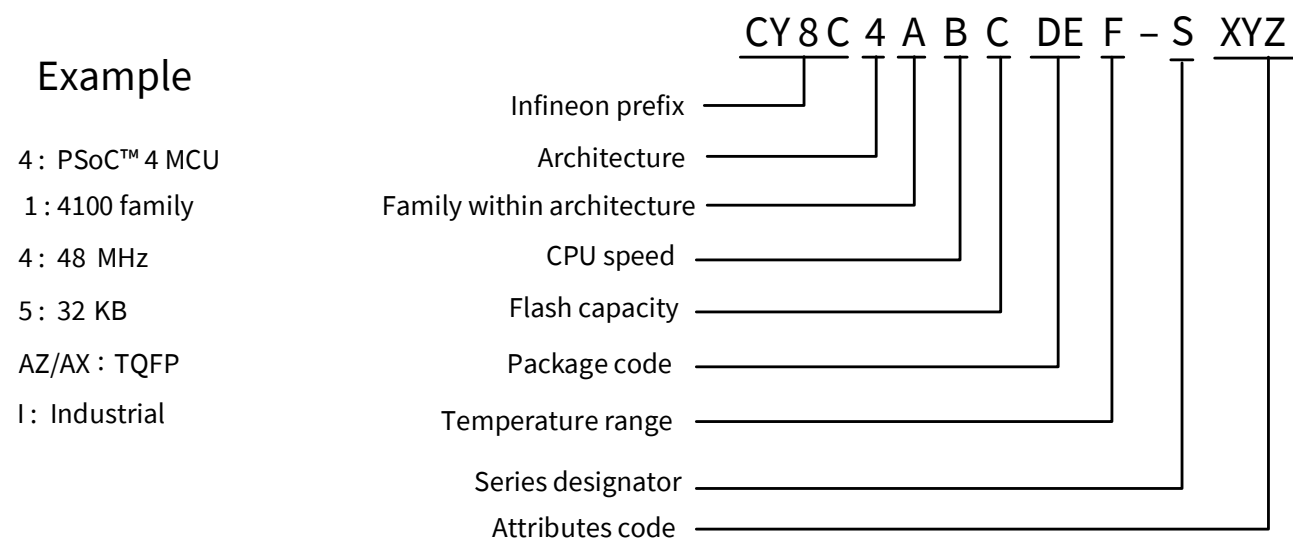 CY8C 4 A B C DE F – S XYZ
Example
Infineon prefix
4: PSoC™ 4 MCU
Architecture
1: 4100 family
Family within architecture
4: 48 MHz
CPU speed
5: 32 KB
Flash capacity
AZ/AX：TQFP
Package code
I: Industrial
Temperature range
Series designator
Attributes code